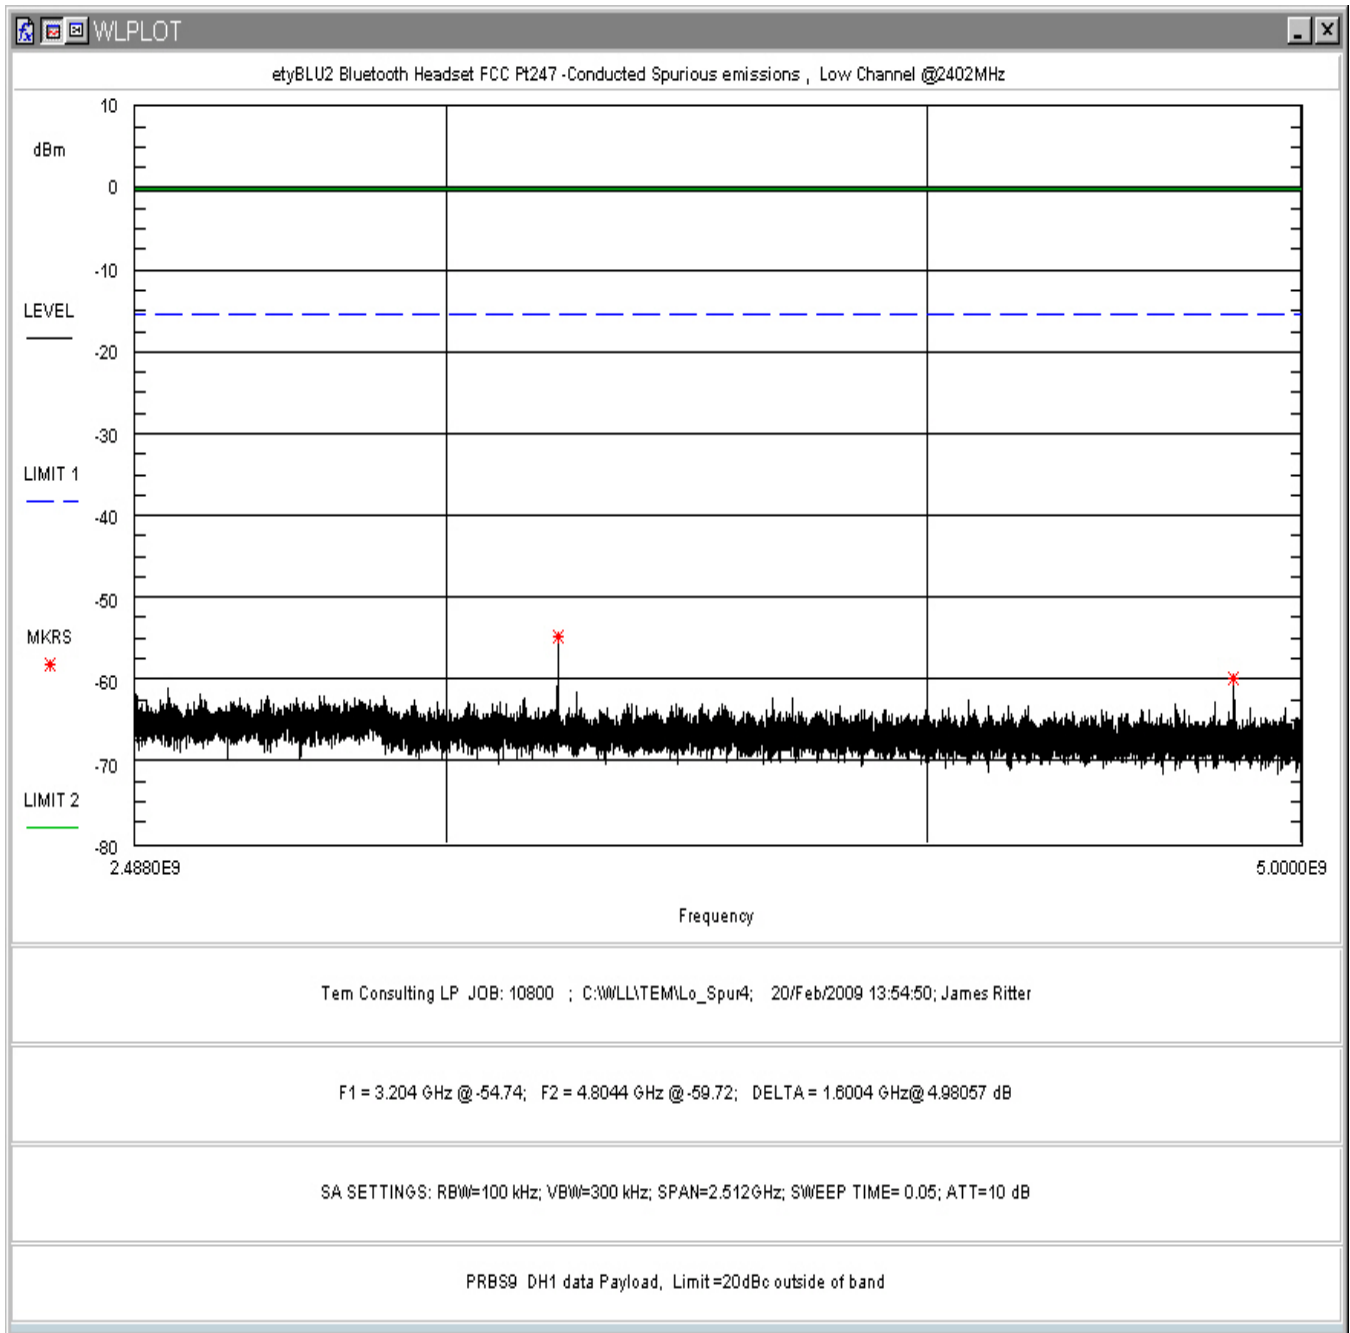 WLPLOT
etyBLU2 Bluetooth Headset FCC Pt247 -Conducted Spurious emissions , Low Channel @2402MHz
10
dBm
0
-10
LEVEL
-20
-30
LIMIT 1
-40
-50
MKRS
-60
-70
LIMIT 2
-80
2.4880E9
5.0000E9
Frequency
Tem Consulting LP JOB: 10800 ; C:\WLL\TEM\Lo_Spur4; 20/Feb/2009 13:54:50; James Ritter
F1 = 3.204 GHz @-54.74; F2 = 4.8044 GHz @-59.72; DELTA = 1.6004 GHz@ 4.98057 dB
SA SETTINGS: RBW=100 kHz; VBW=300 kHz; SPAN=2.512GHz; SWEEP TIME= 0.05; ATT=10 dB
PRBS9 DH1 data Payload, Limit =20dBc outside of band